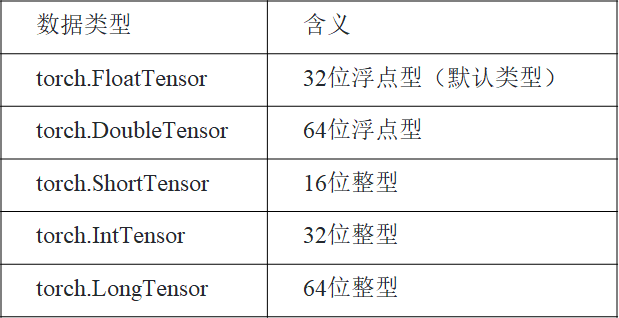 数据类型 含义
torch.FloatTensor 32位浮点型（默认类型）
torch.DoubleTensor 64位浮点型
torch.ShortTensor 16位整型
torch.IntTensor 32位整型
torch.LongTensor 64位整型